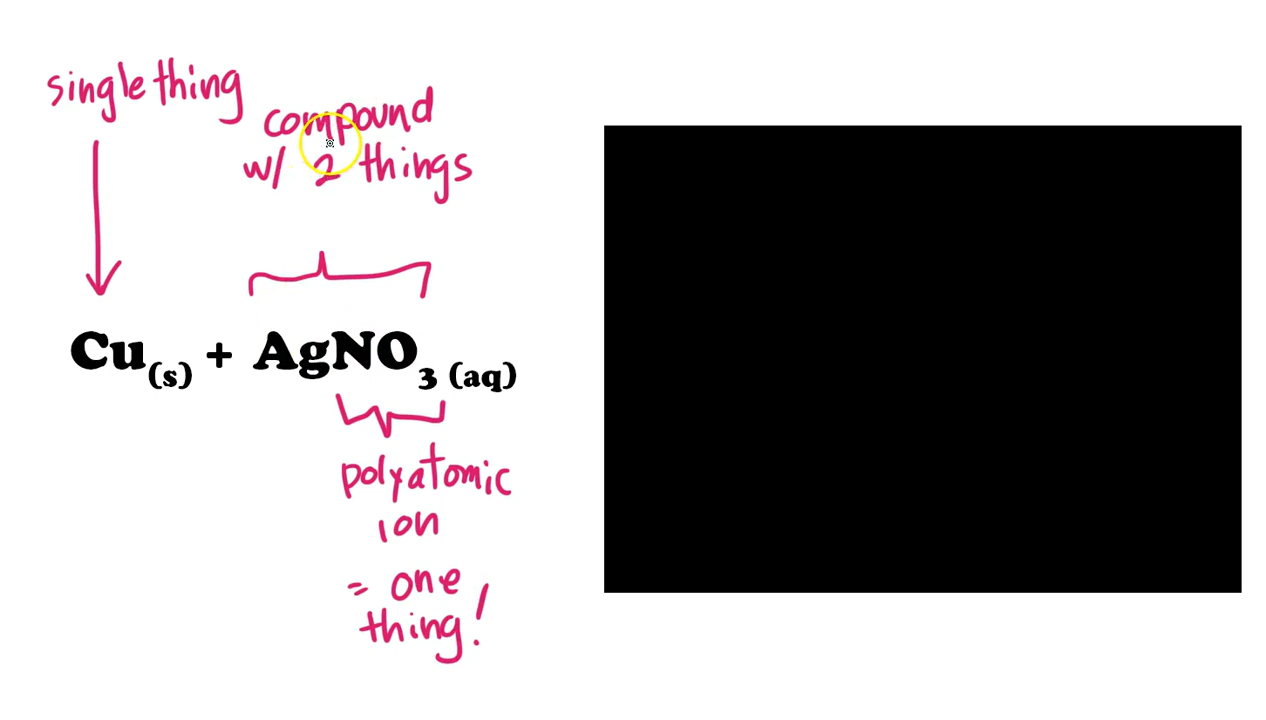 single thing
compound
w/ 2 things
Cu(s) + AgNO3 (aq)
polyatomic
ion
= one
thing!